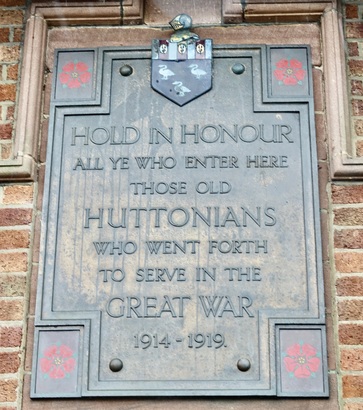 HOLD IN HONOUR
ALL YE WHO ENTER HERE
THOSE OLD
HUTTONIANS
WHO WENT FORTH
TO SERVE IN THE
GREAT WAR
1914 - 1919.